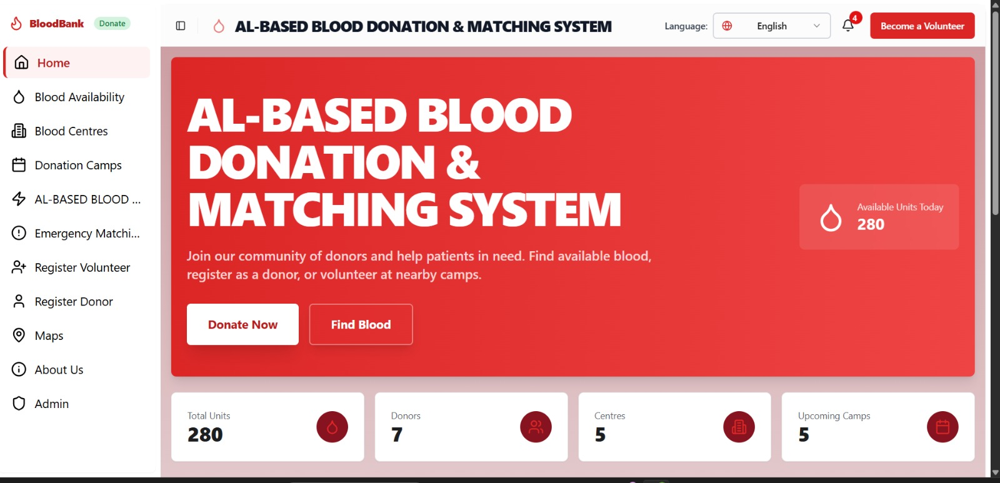 BloodBank Donate
Home
Blood Availability
Blood Centres
Donation Camps
AL-BASED BLOOD ...
Emergency Matchi...
Register Volunteer
Register Donor
Maps
About Us
Admin
AL-BASED BLOOD DONATION & MATCHING SYSTEM
Language: English
4
Become a Volunteer
AL-BASED BLOOD
DONATION &
MATCHING SYSTEM
Join our community of donors and help patients in need. Find available blood,
register as a donor, or volunteer at nearby camps.
Donate Now
Find Blood
Available Units Today
280
Total Units
280
Donors
7
Centres
5
Upcoming Camps
5